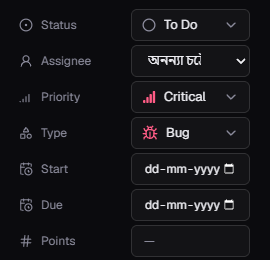 Status To Do
Assignee অনন্যা
Priority Critical
Type Bug
Start dd-mm-yyyy
Due dd-mm-yyyy
Points —